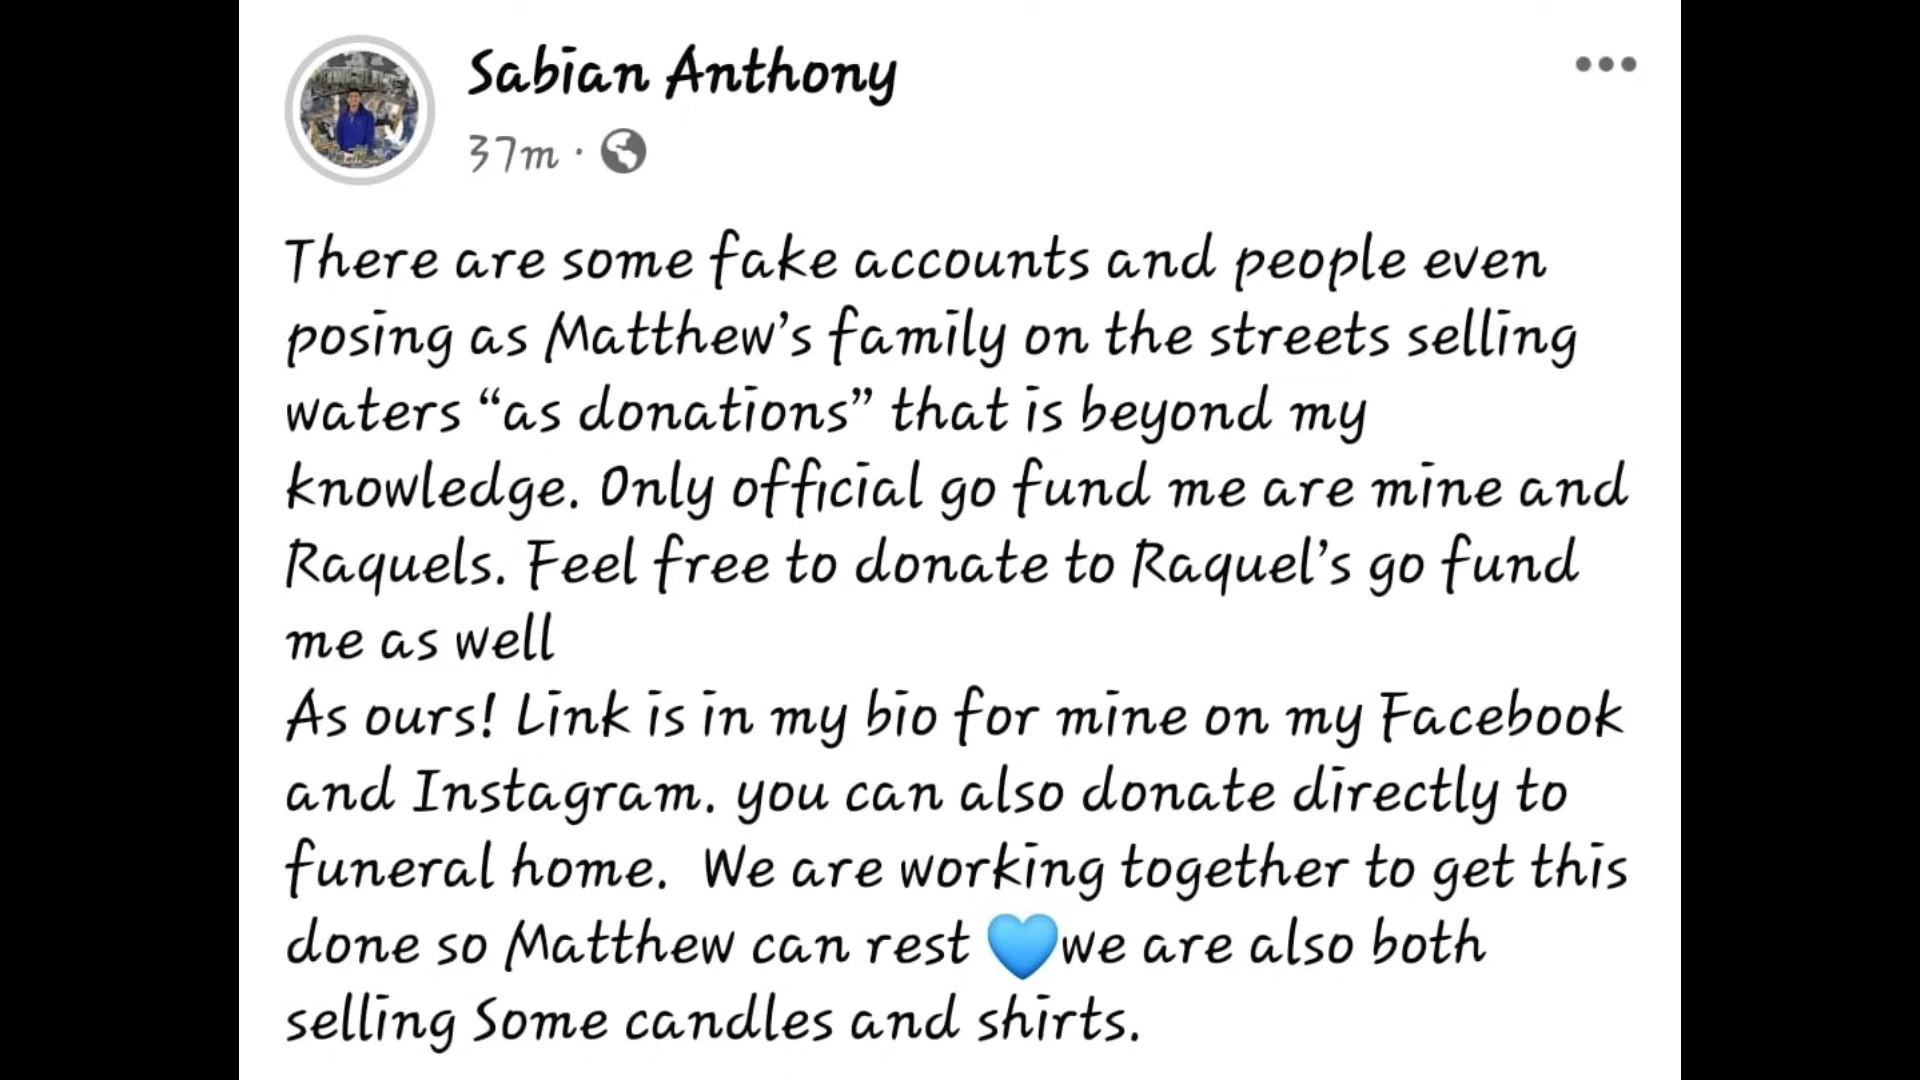 Sabian Anthony
37m ·
There are some fake accounts and people even
posing as Matthew’s family on the streets selling
waters “as donations” that is beyond my
knowledge. Only official go fund me are mine and
Raquels. Feel free to donate to Raquel’s go fund
me as well
As ours! Link is in my bio for mine on my Facebook
and Instagram. you can also donate directly to
funeral home.  We are working together to get this
done so Matthew can rest 💙we are also both
selling Some candles and shirts.